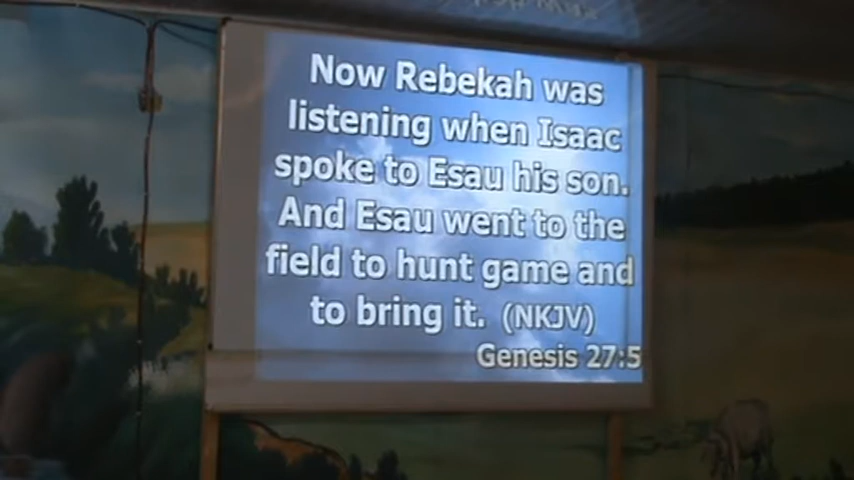 Now Rebekah was
listening when Isaac
spoke to Esau his son.
And Esau went to the
field to hunt game and
to bring it. (NKJV)
Genesis 27:5